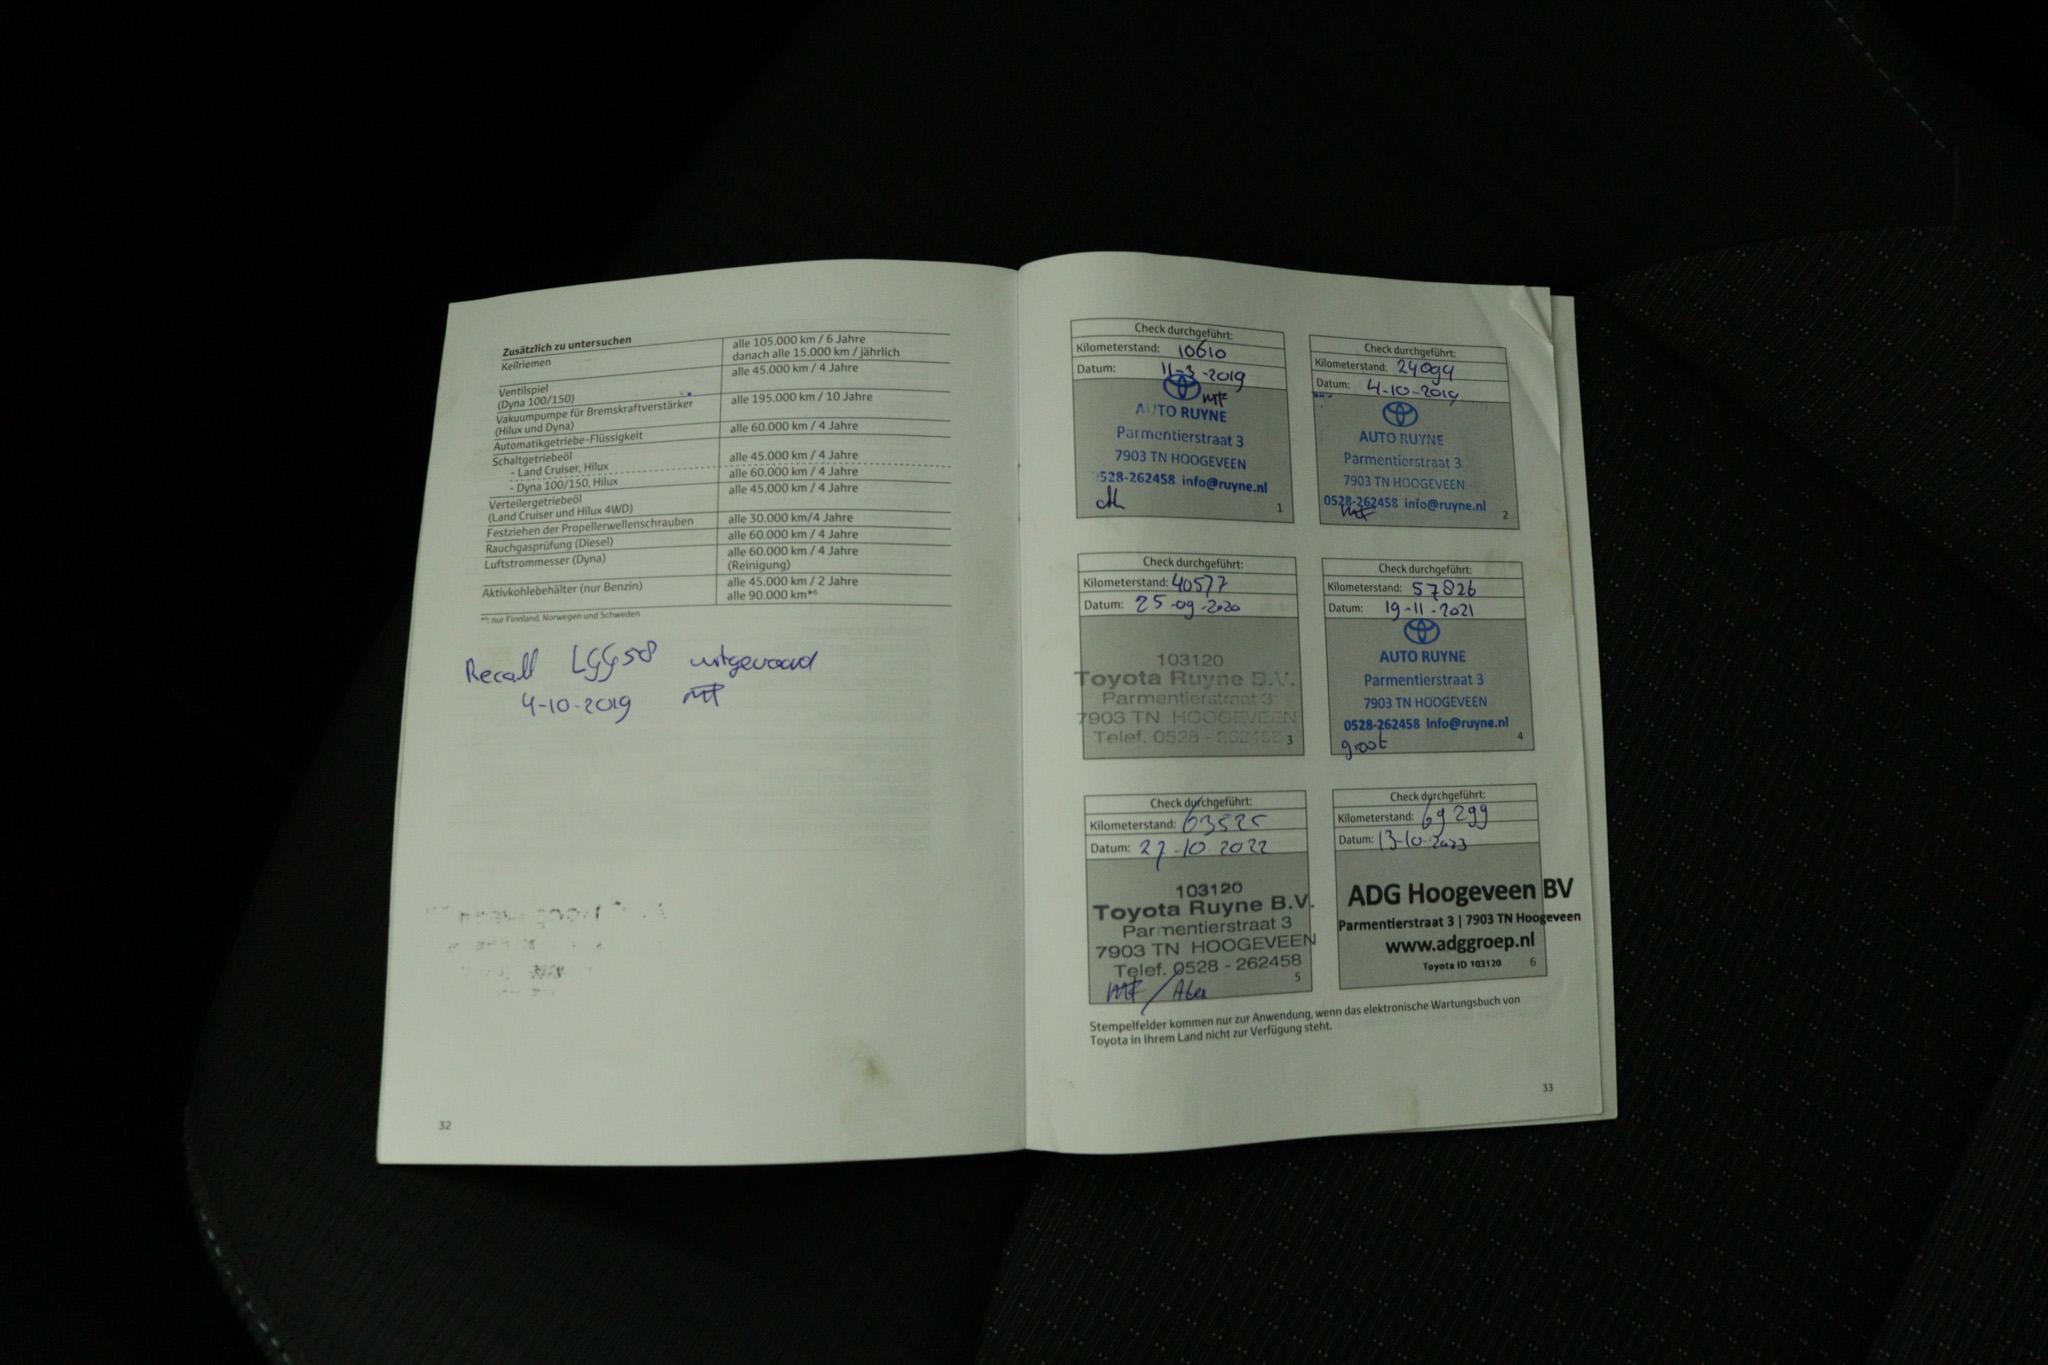 Zusätzlich zu untersuchen
Keilriemen
alle 105.000 km / 6 Jahre
danach alle 15.000 km / jährlich
Ventilspiel
(Dyna 100/150)
alle 45.000 km / 4 Jahre
Vakuumpumpe für Bremskraftverstärker
(Hilux und Dyna)
alle 195.000 km / 10 Jahre
Automatikgetriebe-Flüssigkeit
alle 60.000 km / 4 Jahre
Schaltgetriebeöl
- Land Cruiser, Hilux
alle 45.000 km / 4 Jahre
- Dyna 100/150, Hilux
alle 60.000 km / 4 Jahre
Verteilergetriebeöl
(Land Cruiser und Hilux 4WD)
alle 45.000 km / 4 Jahre
Festziehen der Propellerwellenschrauben
alle 30.000 km/4 Jahre
Rauchgasprüfung (Diesel)
alle 60.000 km / 4 Jahre
Luftstrommesser (Dyna)
alle 60.000 km / 4 Jahre
(Reinigung)
Aktivkohlebehälter (nur Benzin)
alle 45.000 km / 2 Jahre
alle 90.000 km*⁶
*⁶: nur Finnland, Norwegen und Schweden
Recall
4-10-2019
32
Check durchgeführt:
Kilometerstand: 10610
Datum: 11-3-2019
AUTO RUYNE
Parmentierstraat 3
7903 TN HOOGEVEEN
0528-262458 info@ruyne.nl
1
Check durchgeführt:
Kilometerstand: 24094
Datum: 4-10-2019
AUTO RUYNE
Parmentierstraat 3
7903 TN HOOGEVEEN
0528-262458 info@ruyne.nl
2
Check durchgeführt:
Kilometerstand: 40577
Datum: 25-09-2020
103120
Toyota Ruyne B.V.
Parmentierstraat 3
7903 TN HOOGEVEEN
Telef. 0528 - 262458
3
Check durchgeführt:
Kilometerstand: 57826
Datum: 19-11-2021
AUTO RUYNE
Parmentierstraat 3
7903 TN HOOGEVEEN
0528-262458 info@ruyne.nl
groot
4
Check durchgeführt:
Kilometerstand:
Datum: 27-10-2022
103120
Toyota Ruyne B.V.
Parmentierstraat 3
7903 TN HOOGEVEEN
Telef. 0528 - 262458
5
Check durchgeführt:
Kilometerstand: 69299
Datum: 13-10-2023
ADG Hoogeveen BV
Parmentierstraat 3 | 7903 TN Hoogeveen
www.adggroep.nl
Toyota ID 103120
6
Stempelfelder kommen nur zur Anwendung, wenn das elektronische Wartungsbuch von
Toyota in Ihrem Land nicht zur Verfügung steht.
33